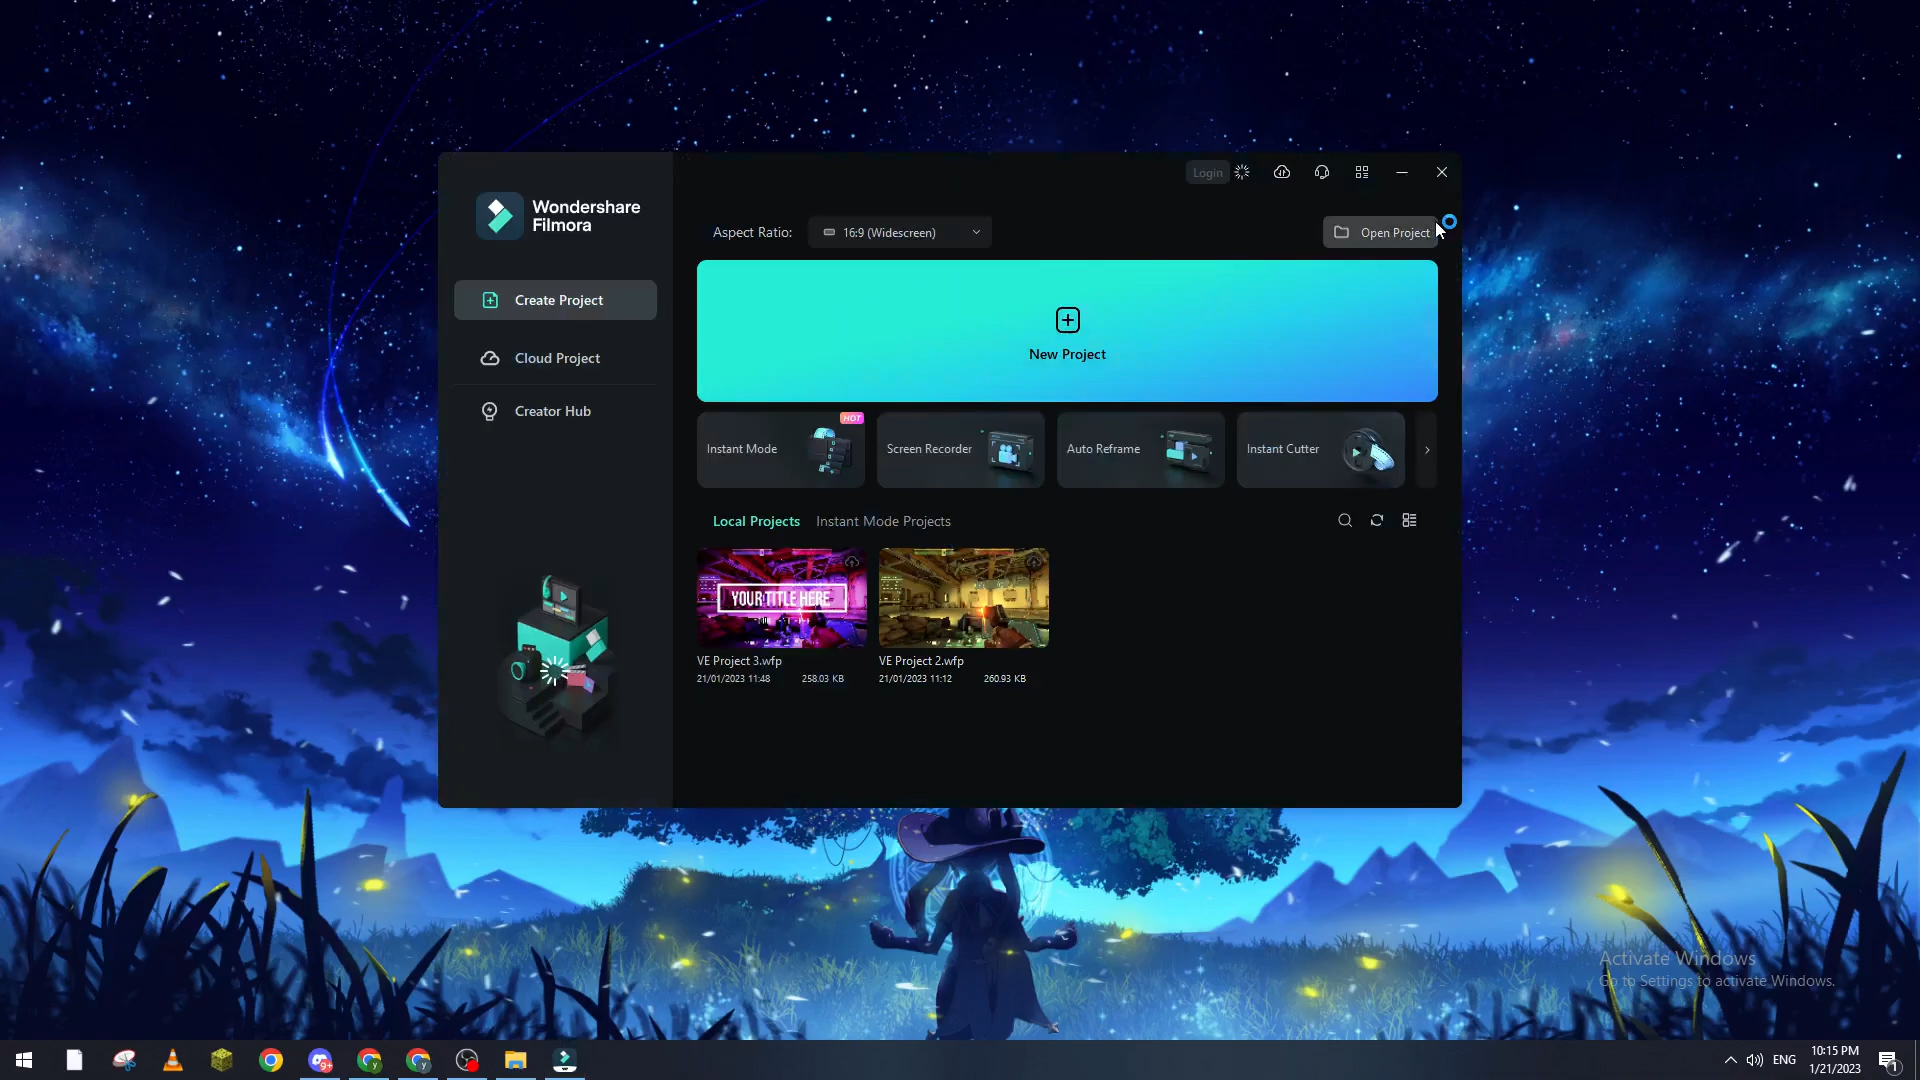 Login
Wondershare
Filmora
Aspect Ratio:
16:9 (Widescreen)
Open Project
Create Project
Cloud Project
Creator Hub
New Project
HOT
Instant Mode
Screen Recorder
Auto Reframe
Instant Cutter
Local Projects
Instant Mode Projects
YOUR TITLE HERE
VE Project 3.wfp
21/01/2023 11:48
258.03 KB
VE Project 2.wfp
21/01/2023 11:12
260.93 KB
Activate Windows
Go to Settings to activate Windows.
9+
y
y
ENG
10:15 PM
1/21/2023
1